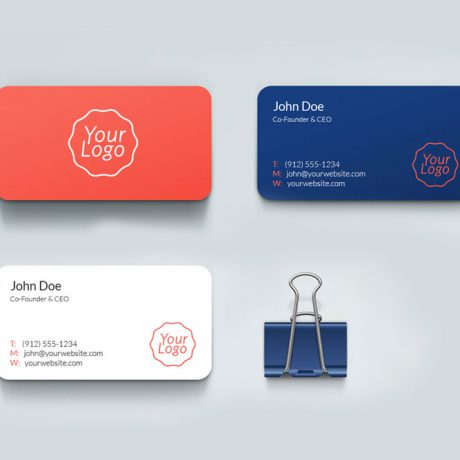 Your
Logo
John Doe
Co-Founder & CEO
T: (912) 555-1234
M: john@yourwebsite.com
W: yourwebsite.com
Your
Logo
John Doe
Co-Founder & CEO
T: (912) 555-1234
M: john@yourwebsite.com
W: yourwebsite.com
Your
Logo